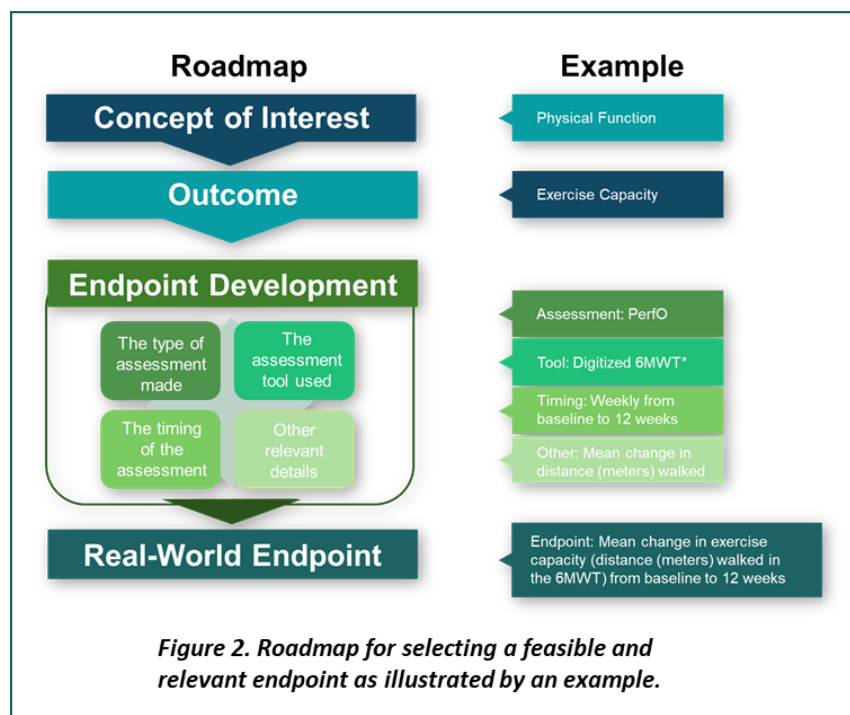 Roadmap
Example
Concept of Interest
Physical Function
Outcome
Exercise Capacity
Endpoint Development
The type of
assessment
made
The
assessment
tool used
The timing
of the
assessment
Other
relevant
details
Assessment: PerfO
Tool: Digitized 6MWT*
Timing: Weekly from
baseline to 12 weeks
Other: Mean change in
distance (meters) walked
Real-World Endpoint
Endpoint: Mean change in exercise
capacity (distance (meters) walked in
the 6MWT) from baseline to 12 weeks
Figure 2. Roadmap for selecting a feasible and
relevant endpoint as illustrated by an example.